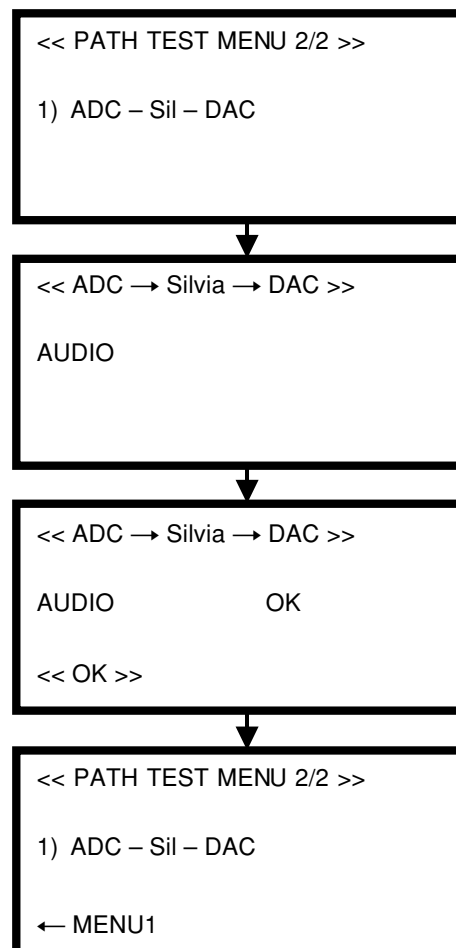 << PATH TEST MENU 2/2 >>
1) ADC – Sil – DAC
<< ADC → Silvia → DAC >>
AUDIO
<< ADC → Silvia → DAC >>
AUDIO OK
<< OK >>
<< PATH TEST MENU 2/2 >>
1) ADC – Sil – DAC
← MENU1